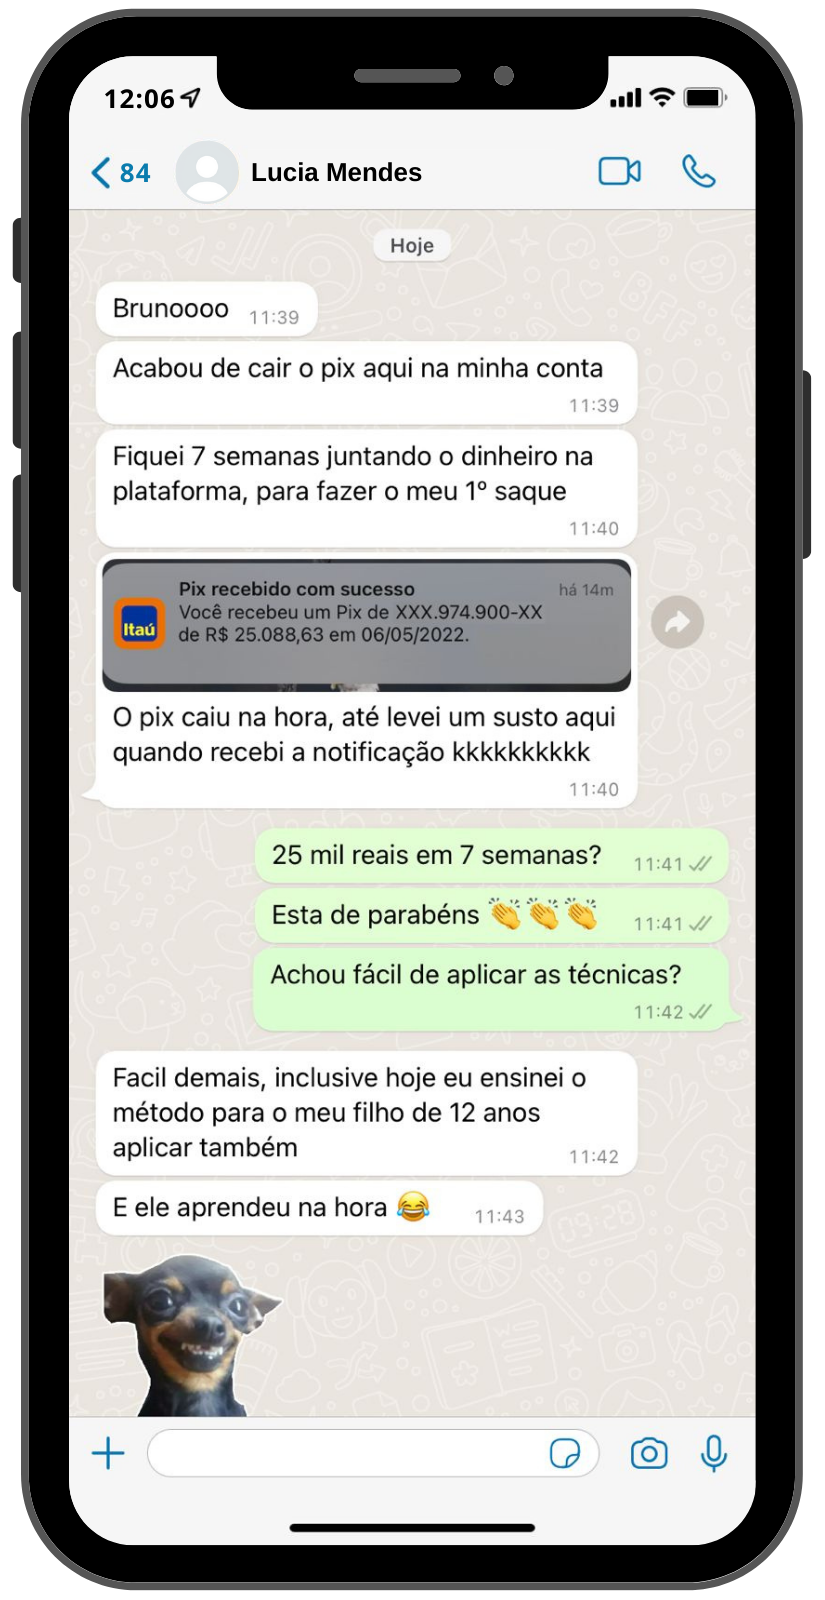 12:06
84
Lucia Mendes
Hoje
Brunoooo 11:39
Acabou de cair o pix aqui na minha conta
11:39
Fiquei 7 semanas juntando o dinheiro na
plataforma, para fazer o meu 1º saque
11:40
Pix recebido com sucesso há 14m
Itaú
Você recebeu um Pix de XXX.974.900-XX
de R$ 25.088,63 em 06/05/2022.
O pix caiu na hora, até levei um susto aqui
quando recebi a notificação kkkkkkkkkk
11:40
25 mil reais em 7 semanas? 11:41
Esta de parabéns 👏👏👏 11:41
Achou fácil de aplicar as técnicas?
11:42
Facil demais, inclusive hoje eu ensinei o
método para o meu filho de 12 anos
aplicar também 11:42
E ele aprendeu na hora 😂 11:43